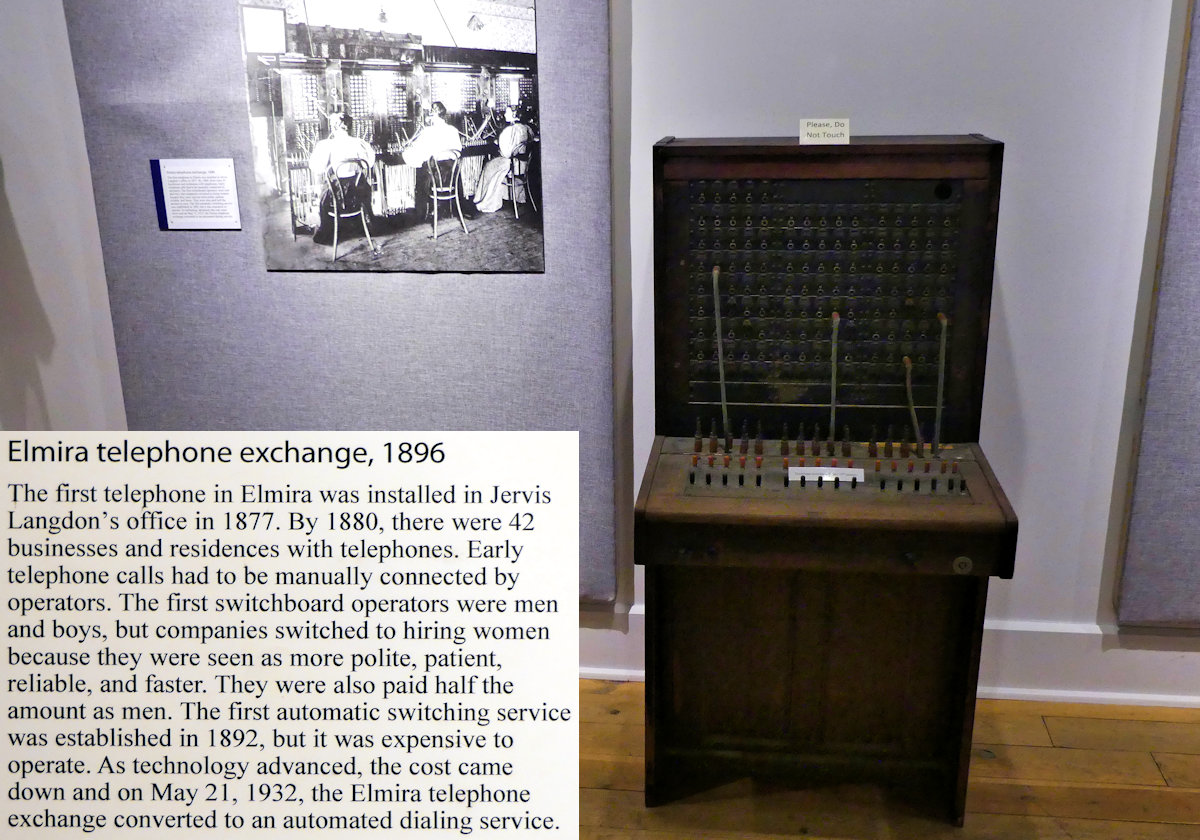 Please, Do
Not Touch
Elmira telephone exchange, 1896
The first telephone in Elmira was installed in Jervis
Langdon’s office in 1877. By 1880, there were 42
businesses and residences with telephones. Early
telephone calls had to be manually connected by
operators. The first switchboard operators were men
and boys, but companies switched to hiring women
because they were seen as more polite, patient,
reliable, and faster. They were also paid half the
amount as men. The first automatic switching service
was established in 1892, but it was expensive to
operate. As technology advanced, the cost came
down and on May 21, 1932, the Elmira telephone
exchange converted to an automated dialing service.